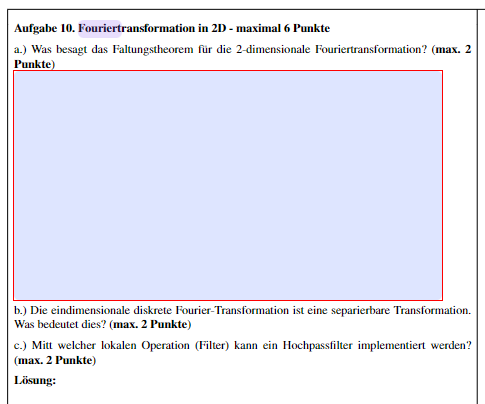 Aufgabe 10. Fouriertransformation in 2D - maximal 6 Punkte
a.) Was besagt das Faltungstheorem für die 2-dimensionale Fouriertransformation? (max. 2
Punkte)
b.) Die eindimensionale diskrete Fourier-Transformation ist eine separierbare Transformation.
Was bedeutet dies? (max. 2 Punkte)
c.) Mitt welcher lokalen Operation (Filter) kann ein Hochpassfilter implementiert werden?
(max. 2 Punkte)
Lösung: